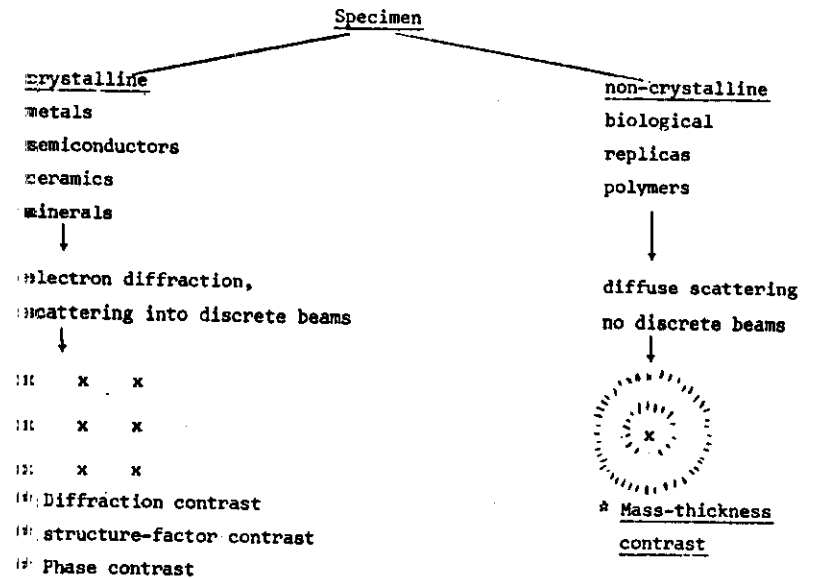 Specimen
crystalline
metals
semiconductors
ceramics
minerals
electron diffraction,
scattering into discrete beams
x x x
x x x
x x x
* Diffraction contrast
* structure-factor contrast
* Phase contrast
non-crystalline
biological
replicas
polymers
diffuse scattering
no discrete beams
x
* Mass-thickness
contrast